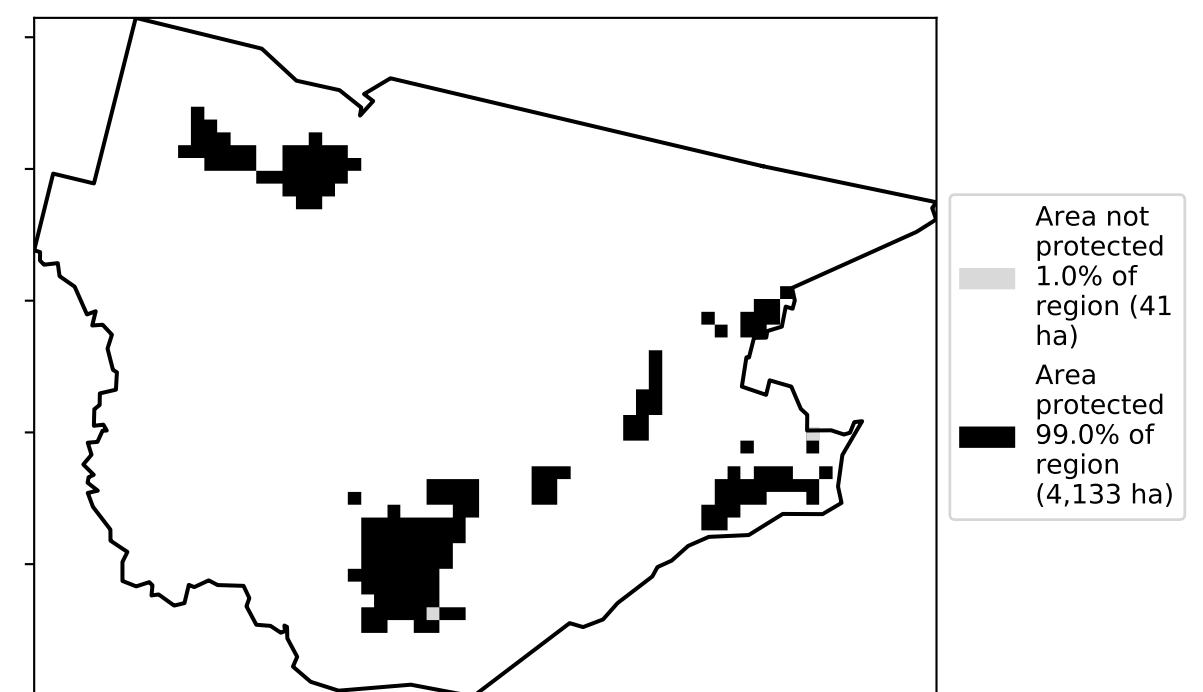 Area not
protected
1.0% of
region (41
ha)
Area
protected
99.0% of
region
(4,133 ha)